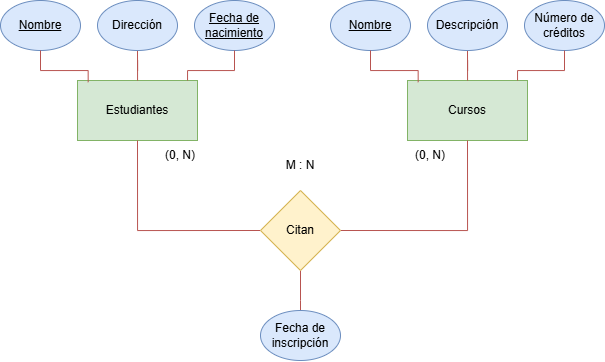 Nombre
Dirección
Fecha de
nacimiento
Nombre
Descripción
Número de
créditos
Estudiantes
Cursos
(0, N)
(0, N)
M : N
Citan
Fecha de
inscripción